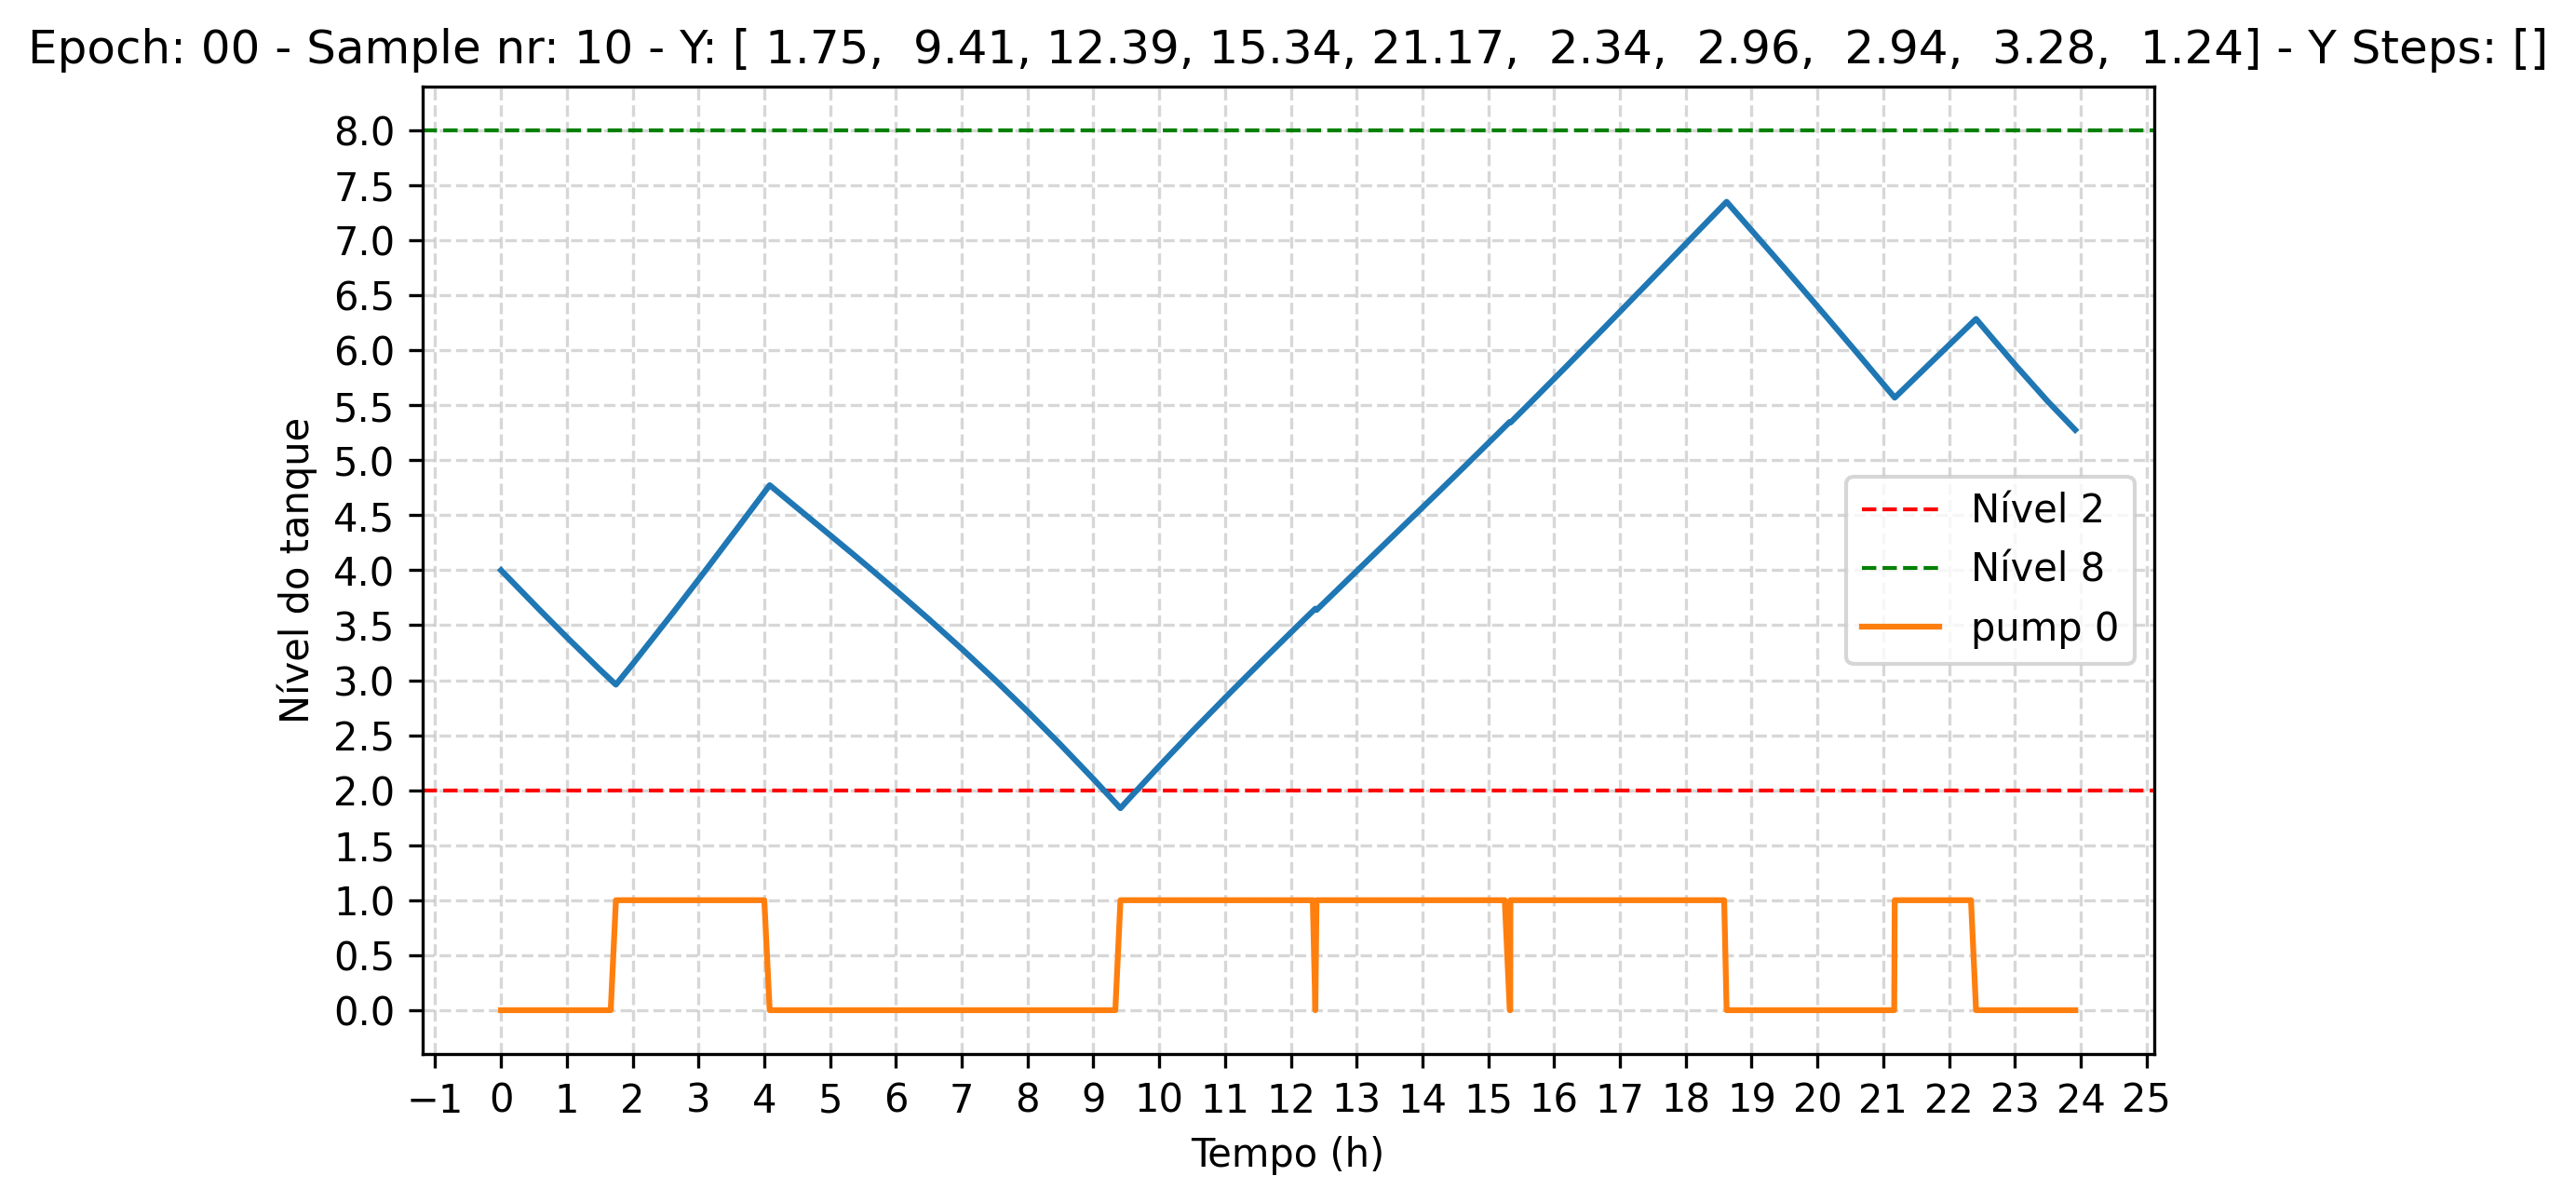 Epoch: 00 - Sample nr: 10 - Y: [ 1.75,  9.41, 12.39, 15.34, 21.17,  2.34,  2.96,  2.94,  3.28,  1.24] - Y Steps: []
8.0
7.5
7.0
6.5
6.0
5.5
5.0
4.5
4.0
3.5
3.0
2.5
2.0
1.5
1.0
0.5
0.0
Nível do tanque
Nível 2
Nível 8
pump 0
−1 0 1 2 3 4 5 6 7 8 9 10 11 12 13 14 15 16 17 18 19 20 21 22 23 24 25
Tempo (h)